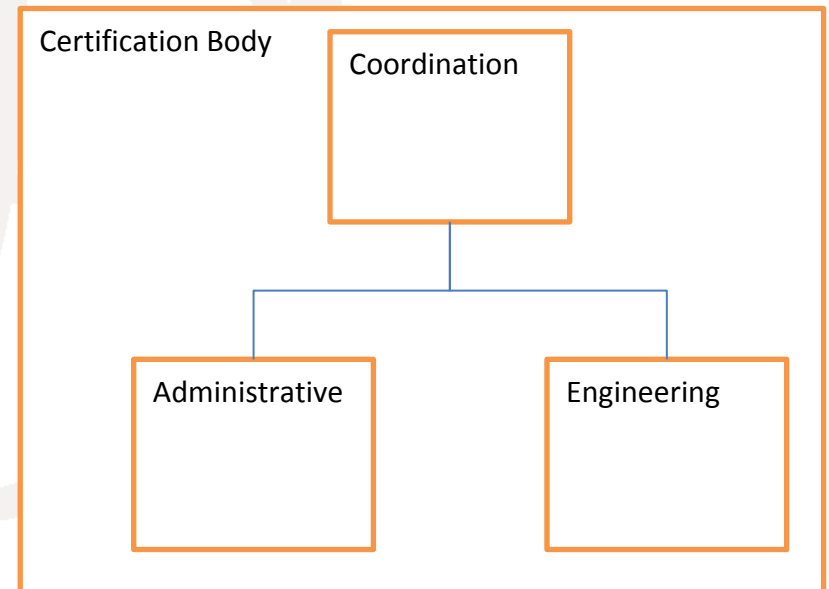 Certification Body
Coordination
Administrative
Engineering